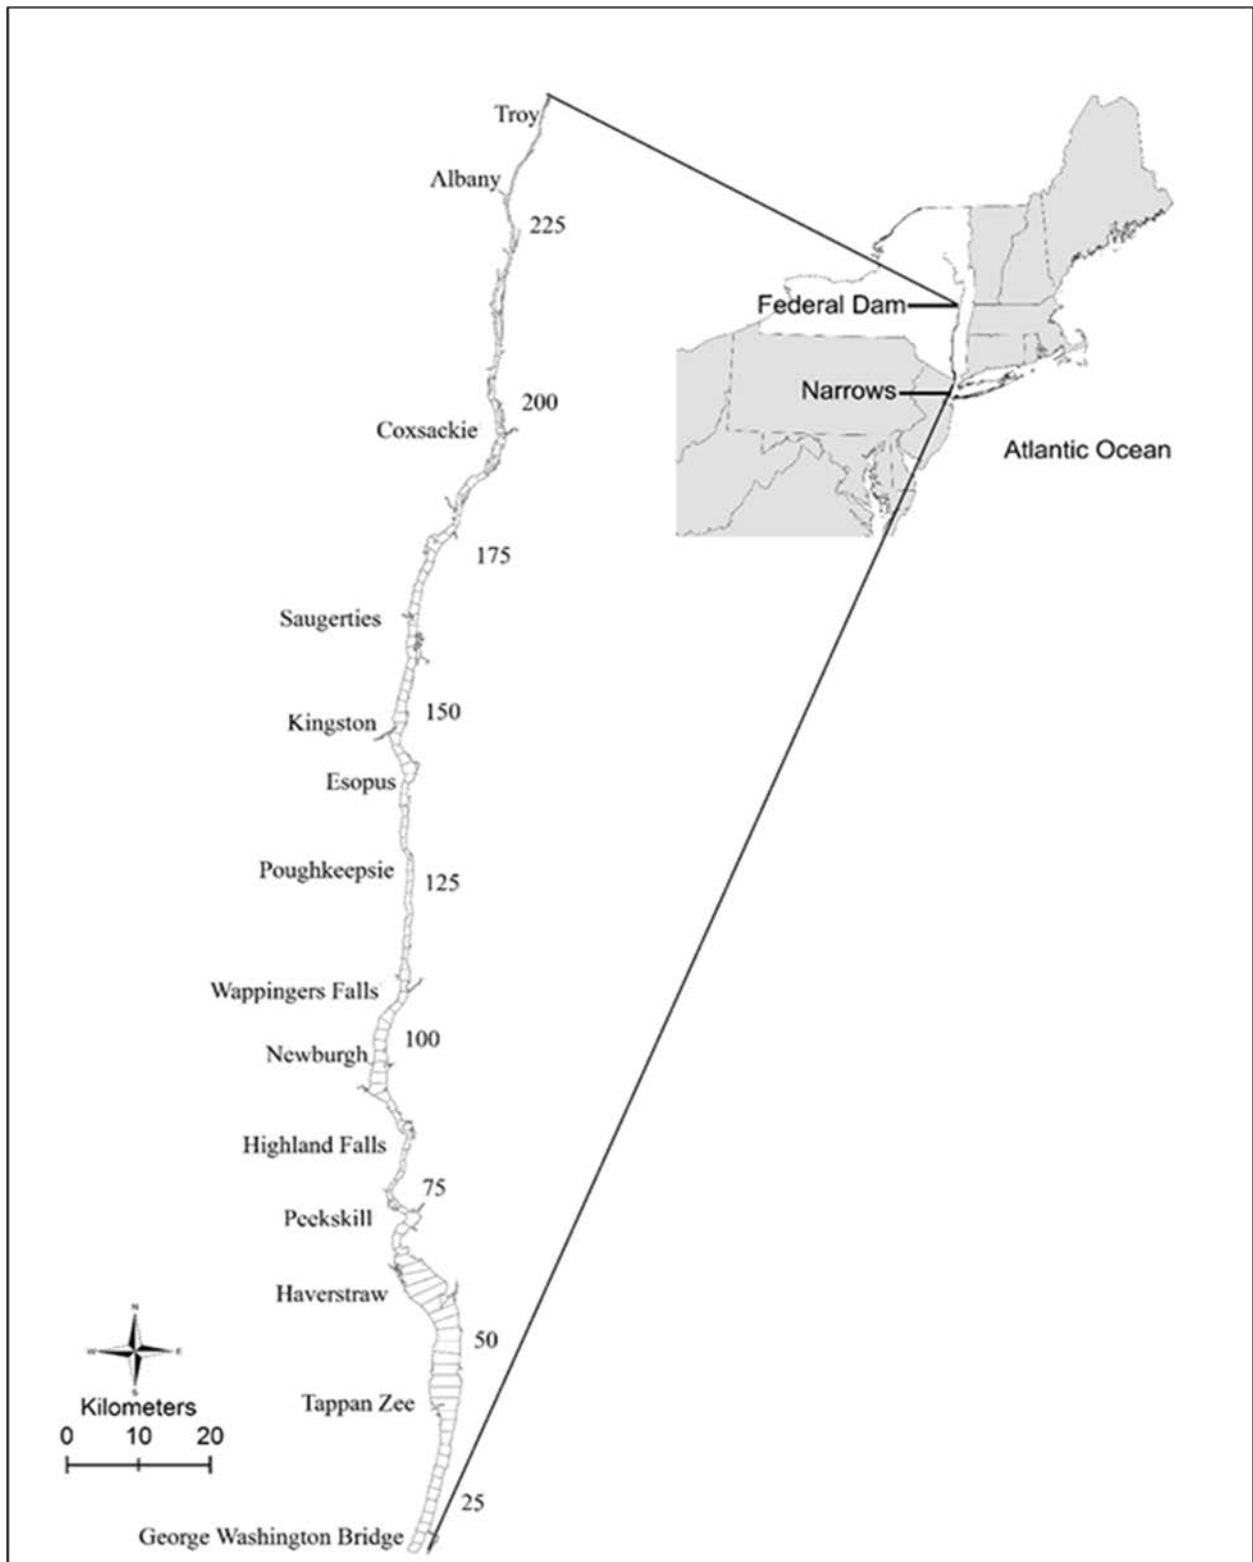 Troy
Albany
225
Federal Dam
Narrows
200
Coxsackie
Atlantic Ocean
175
Saugerties
150
Kingston
Esopus
Poughkeepsie
125
Wappingers Falls
100
Newburgh
Highland Falls
75
Peekskill
Haverstraw
N
W E
S
50
Kilometers
0 10 20
Tappan Zee
25
George Washington Bridge